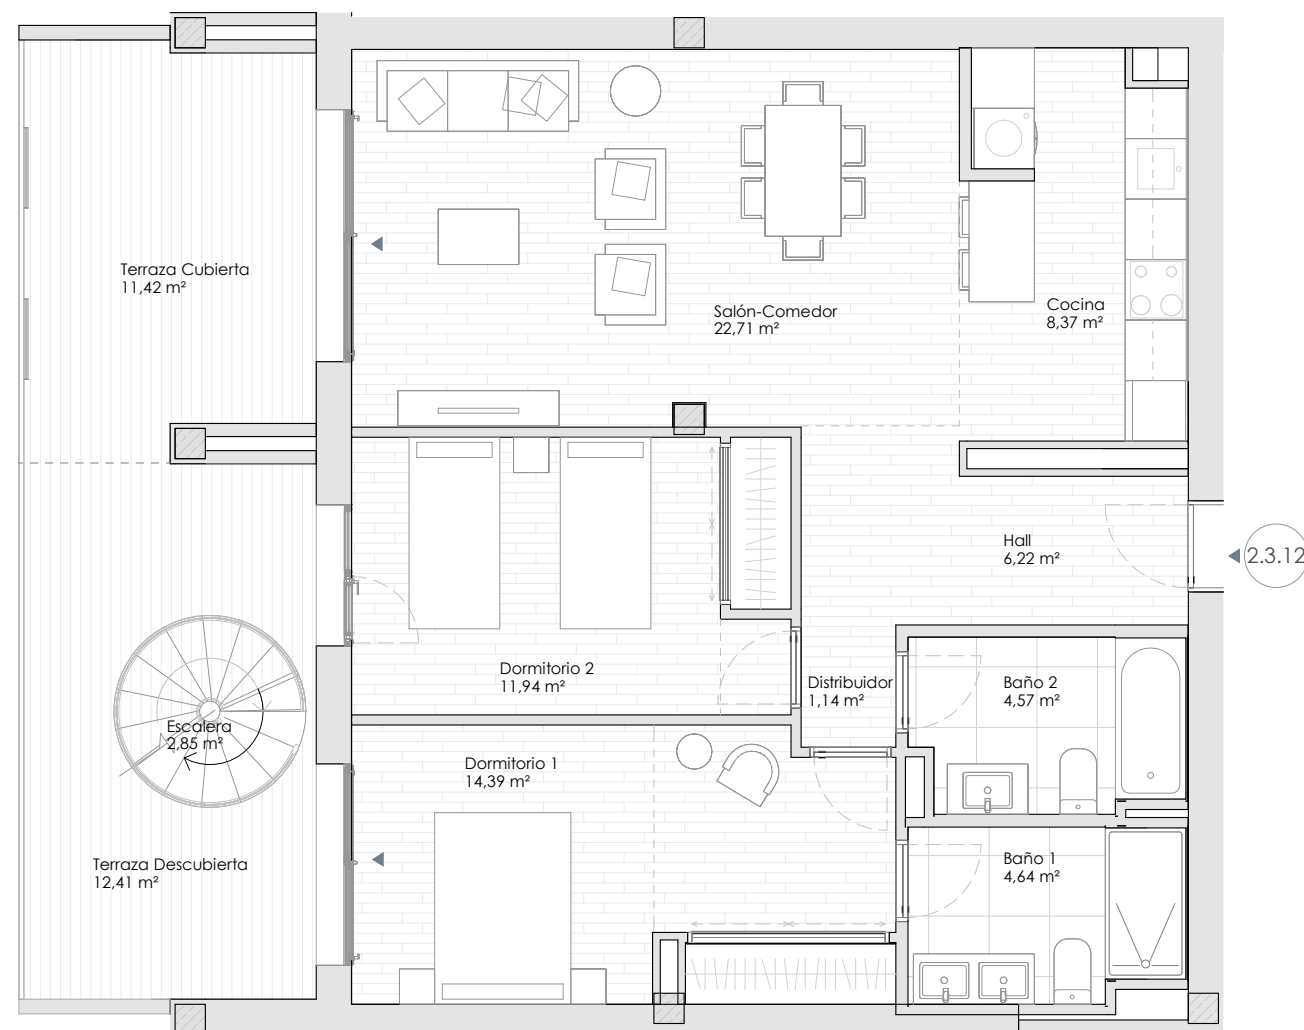 Terraza Cubierta
11,42 m²
Salón-Comedor
22,71 m²
Cocina
8,37 m²
Hall
6,22 m²
2.3.12
Dormitorio 2
11,94 m²
Distribuidor
1,14 m²
Baño 2
4,57 m²
Escalera
2,85 m²
Dormitorio 1
14,39 m²
Terraza Descubierta
12,41 m²
Baño 1
4,64 m²